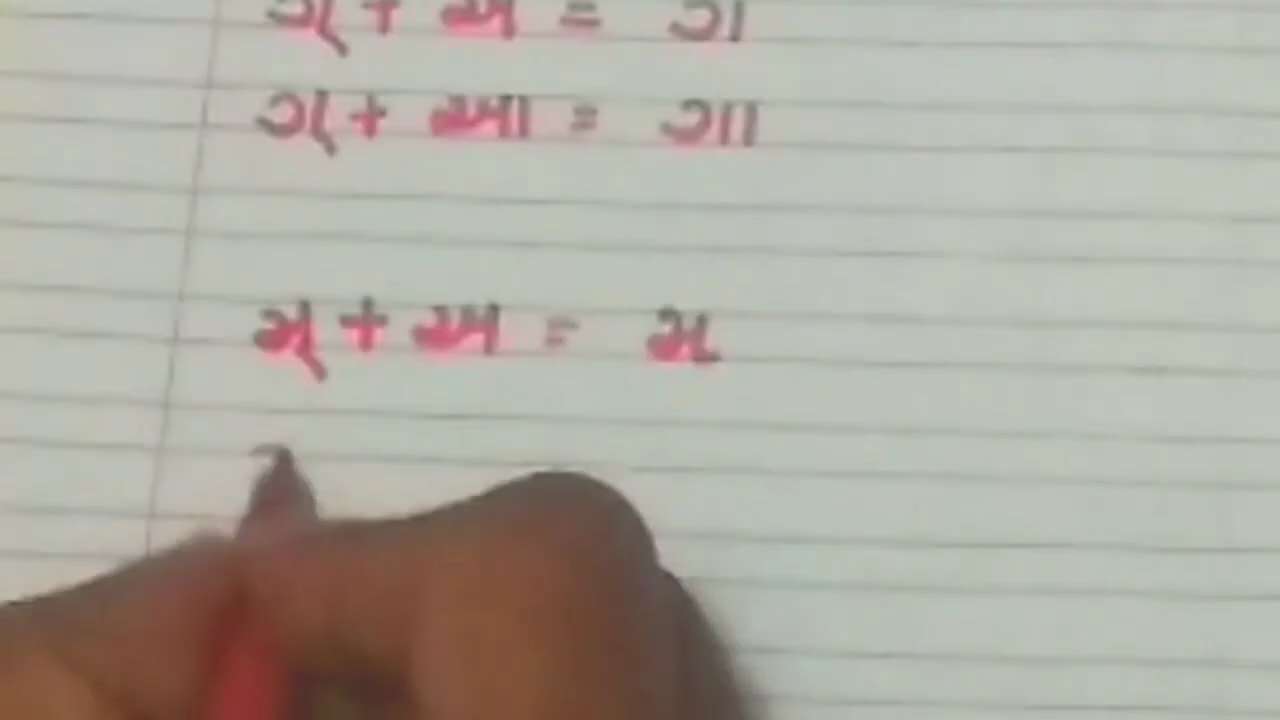 ગ્ + અ = ગ
ગ્ + આ = ગા
મ્ + અ = મ